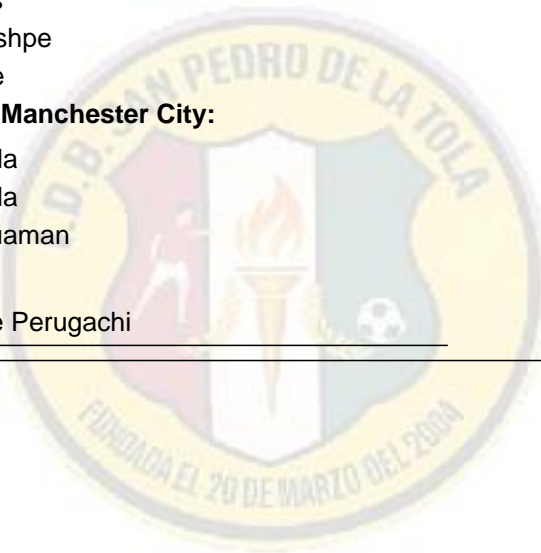 shpe
e
Manchester City:
la
la
uaman
e Perugachi
L.D.B. SAN PEDRO DE LA TOLA
FUNDADA EL 20 DE MARZO DEL 2004